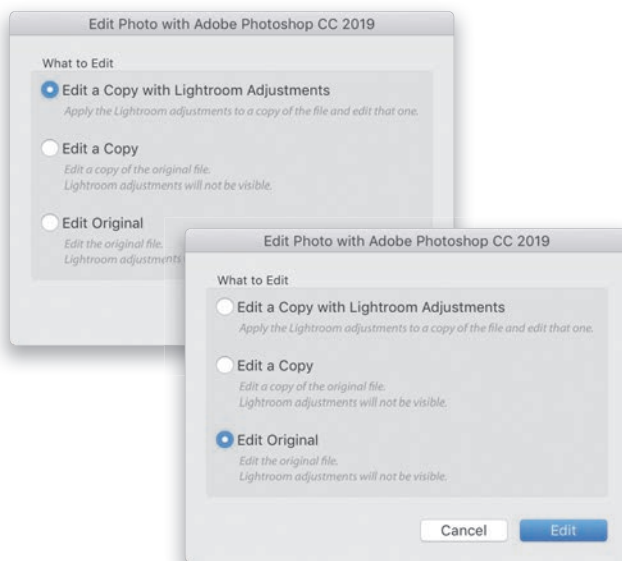 Edit Photo with Adobe Photoshop CC 2019
What to Edit
Edit a Copy with Lightroom Adjustments
Apply the Lightroom adjustments to a copy of the file and edit that one.
Edit a Copy
Edit a copy of the original file.
Lightroom adjustments will not be visible.
Edit Original
Edit the original file.
Lightroom adjustments
Edit Photo with Adobe Photoshop CC 2019
What to Edit
Edit a Copy with Lightroom Adjustments
Apply the Lightroom adjustments to a copy of the file and edit that one.
Edit a Copy
Edit a copy of the original file.
Lightroom adjustments will not be visible.
Edit Original
Edit the original file.
Lightroom adjustments will not be visible.
Cancel Edit